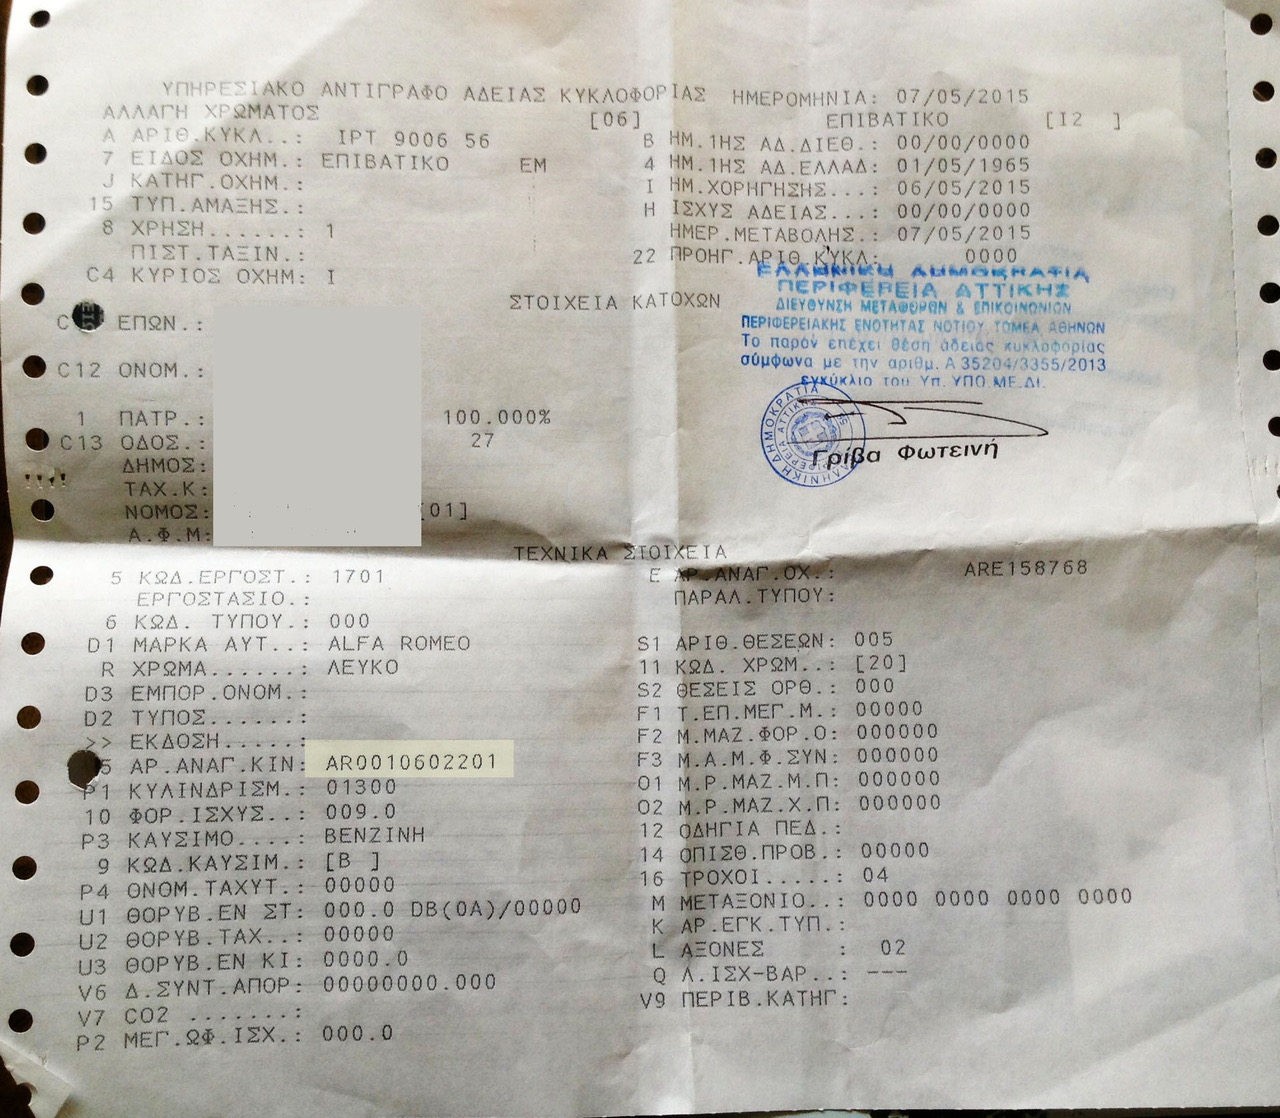 ΥΠΗΡΕΣΙΑΚΟ ΑΝΤΙΓΡΑΦΟ ΑΔΕΙΑΣ ΚΥΚΛΟΦΟΡΙΑΣ ΗΜΕΡΟΜΗΝΙΑ: 07/05/2015
ΑΛΛΑΓΗ ΧΡΩΜΑΤΟΣ [06] ΕΠΙΒΑΤΙΚΟ [Ι2 ]
Α ΑΡΙΘ.ΚΥΚΛ..: ΙΡΤ 9006 56 Β ΗΜ.1ΗΣ ΑΔ.ΔΙΕΘ.: 00/00/0000
7 ΕΙΔΟΣ ΟΧΗΜ.: ΕΠΙΒΑΤΙΚΟ ΕΜ 4 ΗΜ.1ΗΣ ΑΔ.ΕΛΛΑΔ: 01/05/1965
J ΚΑΤΗΓ.ΟΧΗΜ.: Ι ΗΜ.ΧΟΡΗΓΗΣΗΣ...: 06/05/2015
15 ΤΥΠ.ΑΜΑΞΗΣ.: Η ΙΣΧΥΣ ΑΔΕΙΑΣ...: 00/00/0000
8 ΧΡΗΣΗ......: 1 ΗΜΕΡ.ΜΕΤΑΒΟΛΗΣ.: 07/05/2015
ΠΙΣΤ.ΤΑΞΙΝ.: 22 ΠΡΟΗΓ.ΑΡΙΘ.ΚΥΚΛ: 0000
C4 ΚΥΡΙΟΣ ΟΧΗΜ: Ι
ΕΛΛΗΝΙΚΗ ΔΗΜΟΚΡΑΤΙΑ
ΠΕΡΙΦΕΡΕΙΑ ΑΤΤΙΚΗΣ
ΔΙΕΥΘΥΝΣΗ ΜΕΤΑΦΟΡΩΝ & ΕΠΙΚΟΙΝΩΝΙΩΝ
ΠΕΡΙΦΕΡΕΙΑΚΗΣ ΕΝΟΤΗΤΑΣ ΝΟΤΙΟΥ ΤΟΜΕΑ ΑΘΗΝΩΝ
Το παρόν επέχει θέση άδειας κυκλοφορίας
σύμφωνα με την αριθμ. Α 35204/3355/2013
εγκύκλιο του Υπ. ΥΠΟ.ΜΕ.ΔΙ.
ΕΛΛΗΝΙΚΗ ΔΗΜΟΚΡΑΤΙΑ
ΠΕΡΙΦΕΡΕΙΑ ΑΤΤΙΚΗΣ
Γρίβα Φωτεινή
ΣΤΟΙΧΕΙΑ ΚΑΤΟΧΩΝ
ΕΠΩΝ.:
C12 ΟΝΟΜ.:
1 ΠΑΤΡ.: 100.000%
C13 ΟΔΟΣ.: 27
ΔΗΜΟΣ:
ΤΑΧ.Κ:
ΝΟΜΟΣ: [01]
Α.Φ.Μ:
ΤΕΧΝΙΚΑ ΣΤΟΙΧΕΙΑ
5 ΚΩΔ.ΕΡΓΟΣΤ.: 1701 Ε ΑΡ.ΑΝΑΓ.ΟΧ.: ARE158768
ΕΡΓΟΣΤΑΣΙΟ.: ΠΑΡΑΛ.ΤΥΠΟΥ:
6 ΚΩΔ. ΤΥΠΟΥ: 000
D1 ΜΑΡΚΑ ΑΥΤ..: ALFA ROMEO S1 ΑΡΙΘ.ΘΕΣΕΩΝ: 005
R ΧΡΩΜΑ......: ΛΕΥΚΟ 11 ΚΩΔ. ΧΡΩΜ..: [20]
D3 ΕΜΠΟΡ.ΟΝΟΜ.: S2 ΘΕΣΕΙΣ ΟΡΘ.: 000
D2 ΤΥΠΟΣ......: F1 Τ.ΕΠ.ΜΕΓ.Μ.: 00000
>> ΕΚΔΟΣΗ.....: F2 Μ.ΜΑΖ.ΦΟΡ.Ο: 000000
5 ΑΡ.ΑΝΑΓ.ΚΙΝ: AR0010602201 F3 Μ.Α.Μ.Φ.ΣΥΝ: 000000
P1 ΚΥΛΙΝΔΡΙΣΜ.: 01300 O1 Μ.Ρ.ΜΑΖ.Μ.Π: 000000
10 ΦΟΡ.ΙΣΧΥΣ..: 009.0 O2 Μ.Ρ.ΜΑΖ.Χ.Π: 000000
P3 ΚΑΥΣΙΜΟ....: ΒΕΝΖΙΝΗ 12 ΟΔΗΓΙΑ ΠΕΔ.:
9 ΚΩΔ.ΚΑΥΣΙΜ.: [Β ] 14 ΟΠΙΣΘ.ΠΡΟΒ.: 00000
P4 ΟΝΟΜ.ΤΑΧΥΤ.: 00000 16 ΤΡΟΧΟΙ.....: 04
U1 ΘΟΡΥΒ.ΕΝ ΣΤ: 000.0 DB(0A)/00000 M ΜΕΤΑΞΟΝΙΟ..: 0000 0000 0000 0000
U2 ΘΟΡΥΒ.ΤΑΧ..: 00000 K ΑΡ.ΕΓΚ.ΤΥΠ.:
U3 ΘΟΡΥΒ.ΕΝ ΚΙ: 0000.0 L ΑΞΟΝΕΣ : 02
V6 Δ.ΣΥΝΤ.ΑΠΟΡ: 00000000.000 Q Λ.ΙΣΧ-ΒΑΡ..: ---
V7 CO2 .......: V9 ΠΕΡΙΒ.ΚΑΤΗΓ:
P2 ΜΕΓ.ΩΦ.ΙΣΧ.: 000.0